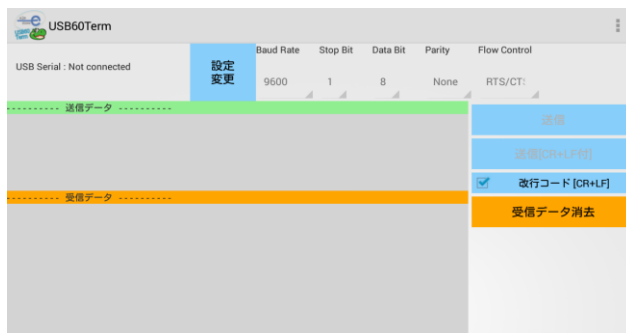 USB60Term
USB Serial : Not connected
設定
変更
Baud Rate Stop Bit Data Bit Parity Flow Control
9600 1 8 None RTS/CT
---------- 送信データ ----------
送信
送信[CR+LF付]
改行コード [CR+LF]
---------- 受信データ ----------
受信データ消去